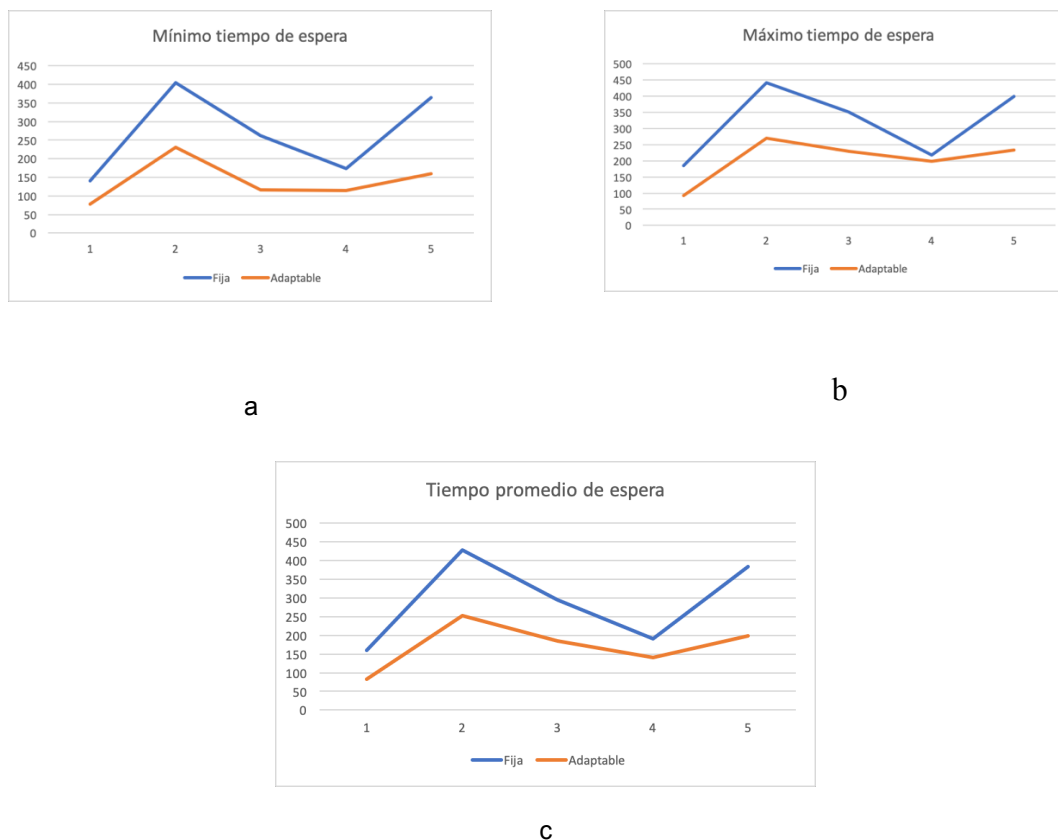 Mínimo tiempo de espera
450
400
350
300
250
200
150
100
50
0
1 2 3 4 5
Fija Adaptable
a
Máximo tiempo de espera
500
450
400
350
300
250
200
150
100
50
0
1 2 3 4 5
Fija Adaptable
b
Tiempo promedio de espera
500
450
400
350
300
250
200
150
100
50
0
1 2 3 4 5
Fija Adaptable
c